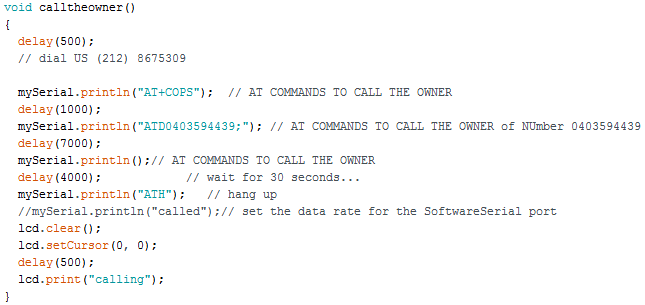 void calltheowner()
{
  delay(500);
  // dial US (212) 8675309

  mySerial.println("AT+COPS");  // AT COMMANDS TO CALL THE OWNER
  delay(1000);
  mySerial.println("ATD0403594439;"); // AT COMMANDS TO CALL THE OWNER of NUmber 0403594439
  delay(7000);
  mySerial.println();// AT COMMANDS TO CALL THE OWNER
  delay(4000);            // wait for 30 seconds...
  mySerial.println("ATH");   // hang up
  //mySerial.println("called");// set the data rate for the SoftwareSerial port
  lcd.clear();
  lcd.setCursor(0, 0);
  delay(500);
  lcd.print("calling");
}